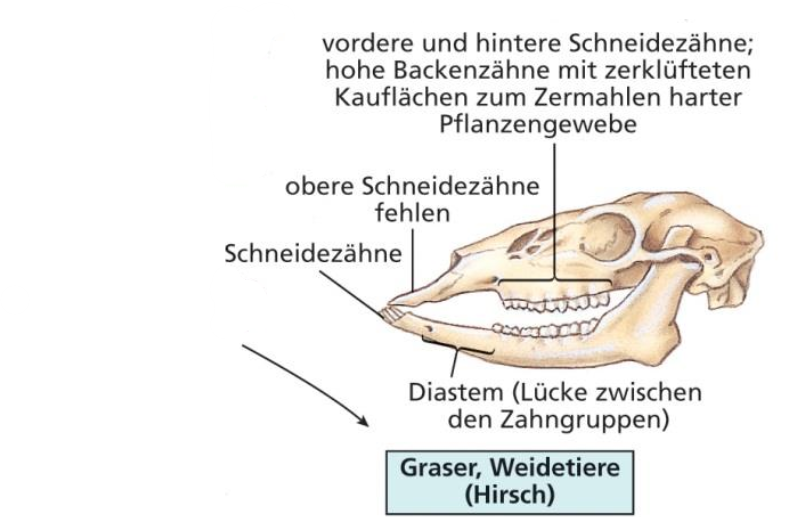 vordere und hintere Schneidezähne;
hohe Backenzähne mit zerklüfteten
Kauflächen zum Zermahlen harter
Pflanzengewebe
obere Schneidezähne
fehlen
Schneidezähne
Diastem (Lücke zwischen
den Zahngruppen)
Graser, Weidetiere
(Hirsch)